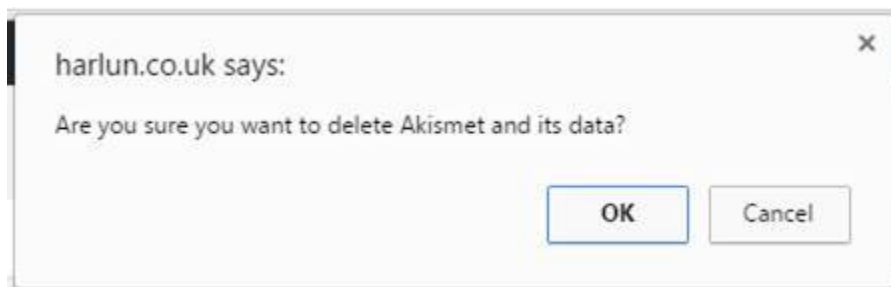 harlun.co.uk says:
Are you sure you want to delete Akismet and its data?
OK Cancel